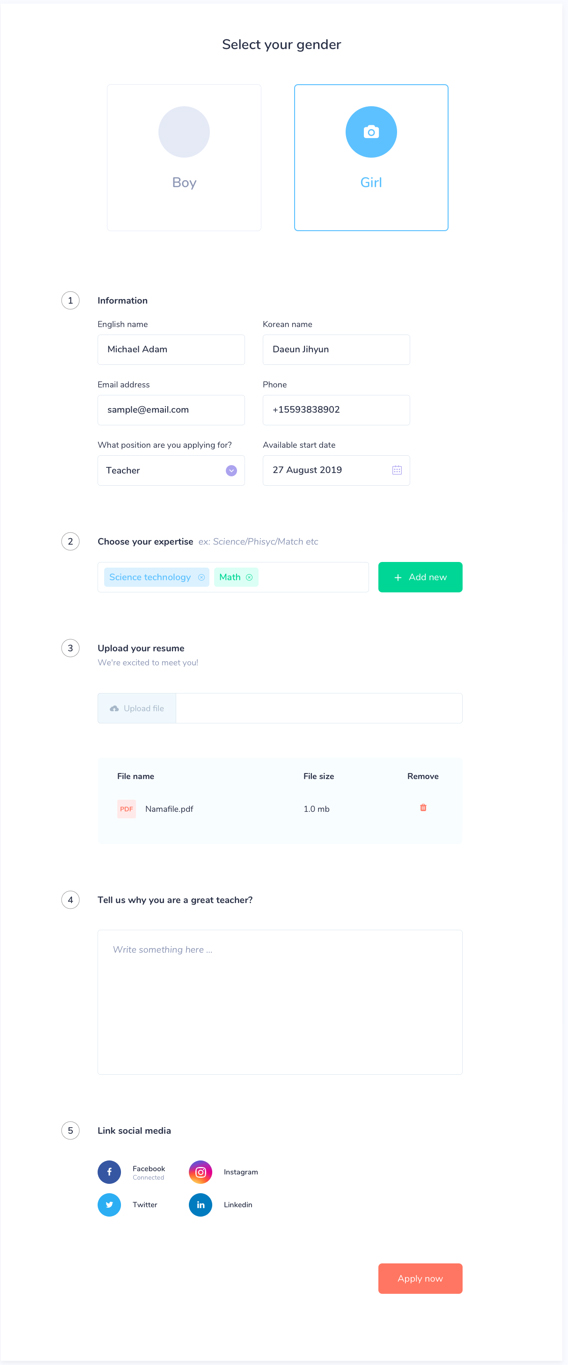 Select your gender
Boy
Girl
1 Information
English name Korean name
Michael Adam Daeun Jihyun
Email address Phone
sample@email.com +15593838902
What position are you applying for? Available start date
Teacher 27 August 2019
2 Choose your expertise ex: Science/Phisyc/Match etc
Science technology Math + Add new
3 Upload your resume
We're excited to meet you!
Upload file
File name File size Remove
PDF Namafile.pdf 1.0 mb
4 Tell us why you are a great teacher?
Write something here ...
5 Link social media
Facebook Instagram
Connected
Twitter Linkedin
Apply now